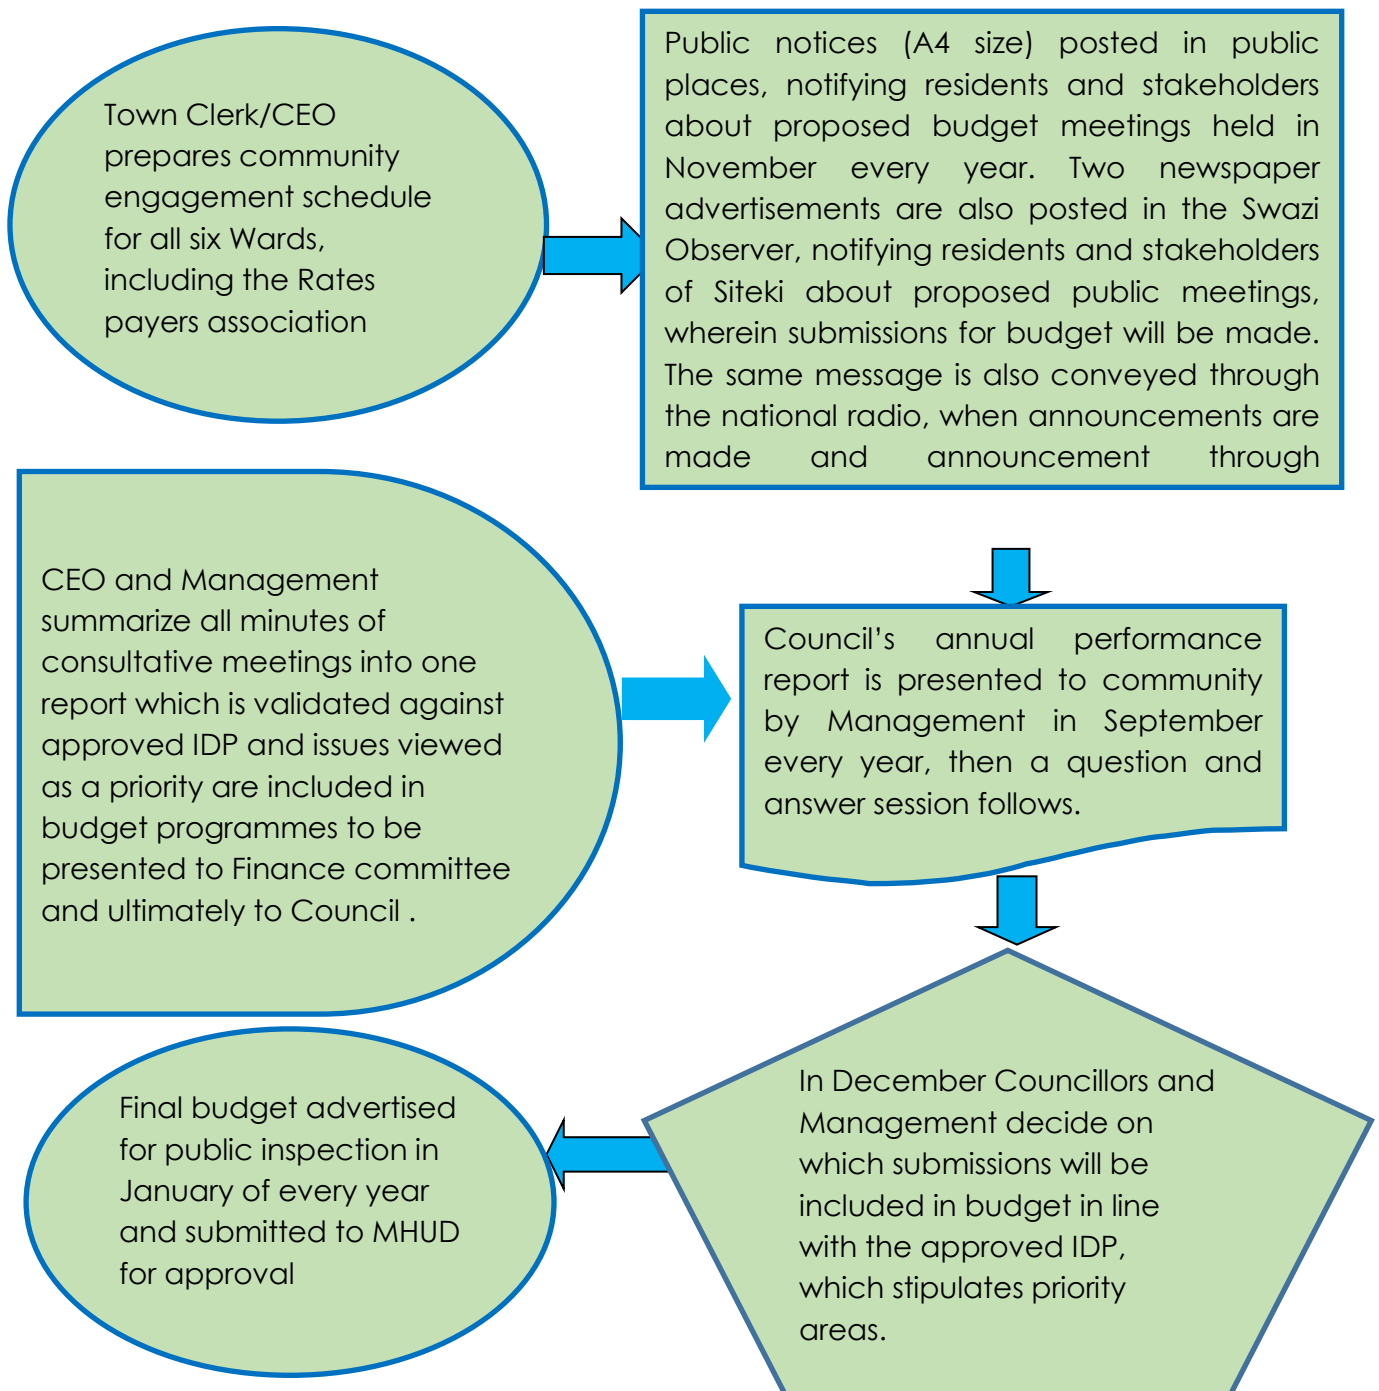 Town Clerk/CEO
prepares community
engagement schedule
for all six Wards,
including the Rates
payers association
Public notices (A4 size) posted in public
places, notifying residents and stakeholders
about proposed budget meetings held in
November every year. Two newspaper
advertisements are also posted in the Swazi
Observer, notifying residents and stakeholders
of Siteki about proposed public meetings,
wherein submissions for budget will be made.
The same message is also conveyed through
the national radio, when announcements are
made and announcement through
CEO and Management
summarize all minutes of
consultative meetings into one
report which is validated against
approved IDP and issues viewed
as a priority are included in
budget programmes to be
presented to Finance committee
and ultimately to Council .
Council’s annual performance
report is presented to community
by Management in September
every year, then a question and
answer session follows.
In December Councillors and
Management decide on
which submissions will be
included in budget in line
with the approved IDP,
which stipulates priority
areas.
Final budget advertised
for public inspection in
January of every year
and submitted to MHUD
for approval